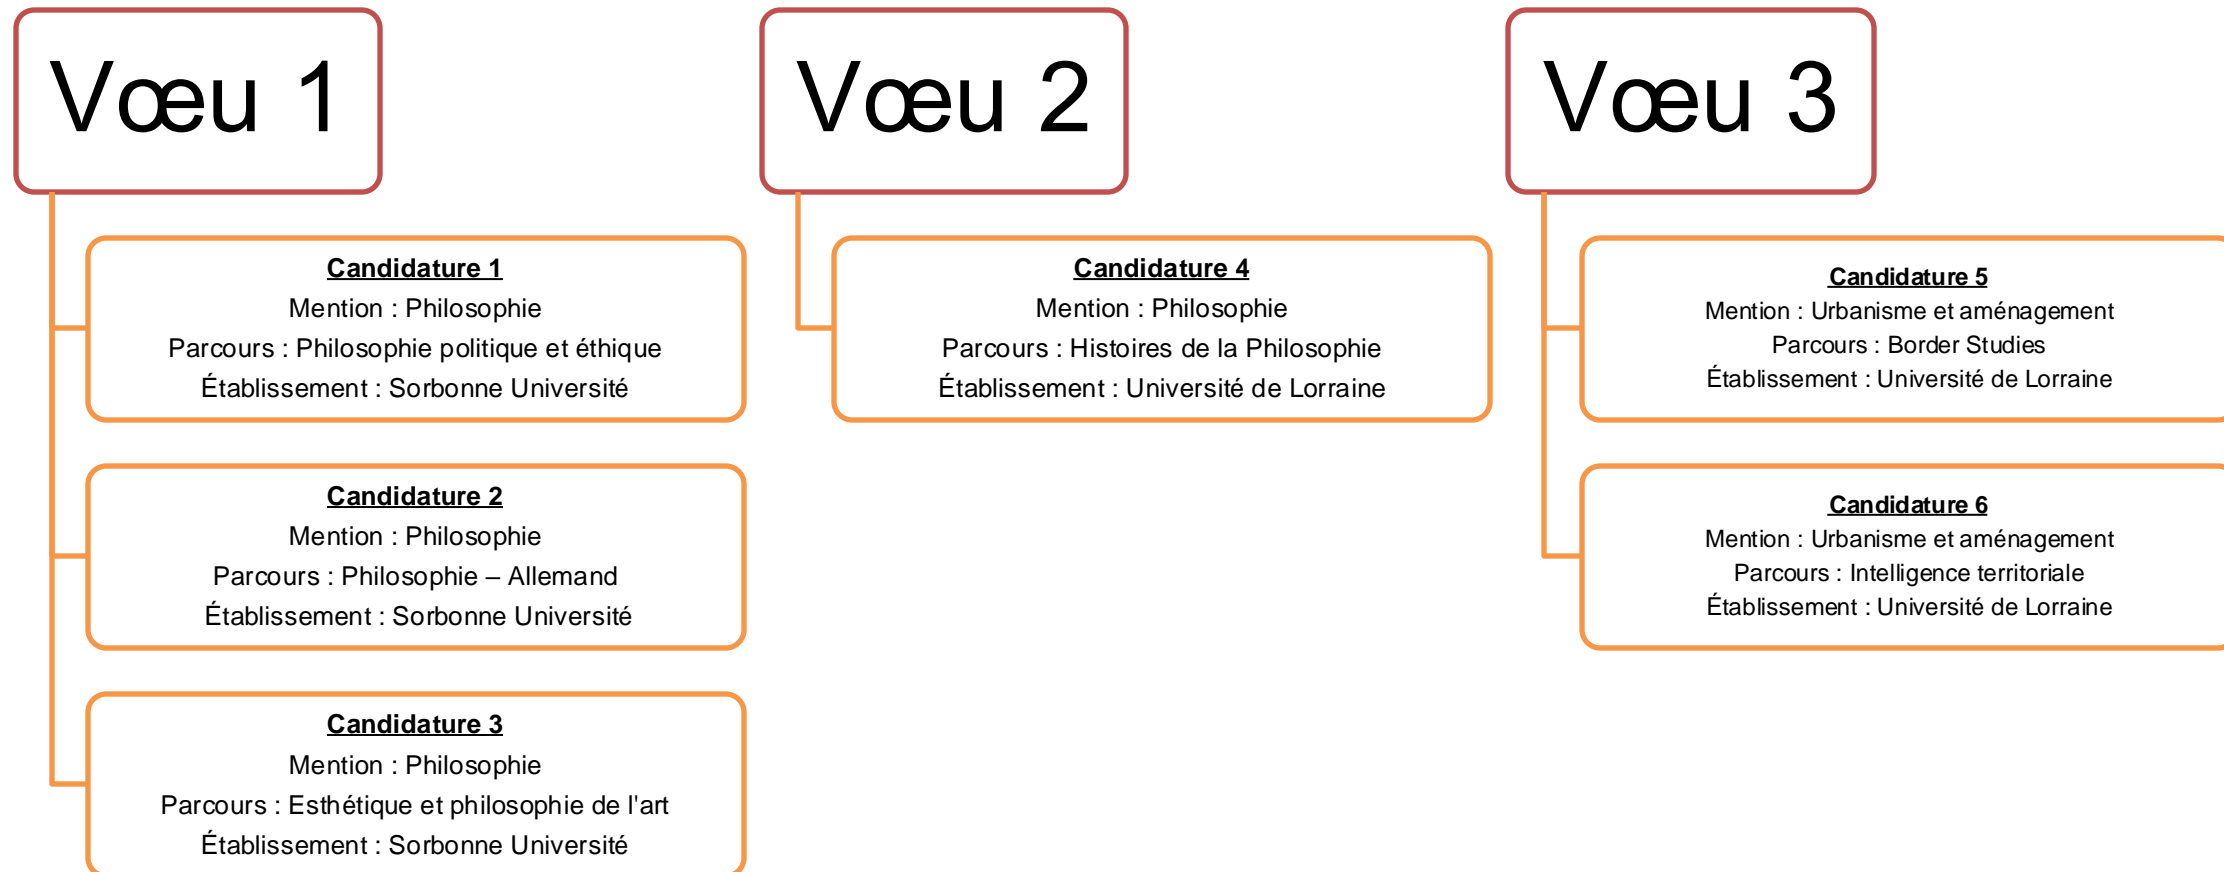 Vœu 1
Candidature 1
Mention : Philosophie
Parcours : Philosophie politique et éthique
Établissement : Sorbonne Université
Candidature 2
Mention : Philosophie
Parcours : Philosophie – Allemand
Établissement : Sorbonne Université
Candidature 3
Mention : Philosophie
Parcours : Esthétique et philosophie de l'art
Établissement : Sorbonne Université
Vœu 2
Candidature 4
Mention : Philosophie
Parcours : Histoires de la Philosophie
Établissement : Université de Lorraine
Vœu 3
Candidature 5
Mention : Urbanisme et aménagement
Parcours : Border Studies
Établissement : Université de Lorraine
Candidature 6
Mention : Urbanisme et aménagement
Parcours : Intelligence territoriale
Établissement : Université de Lorraine